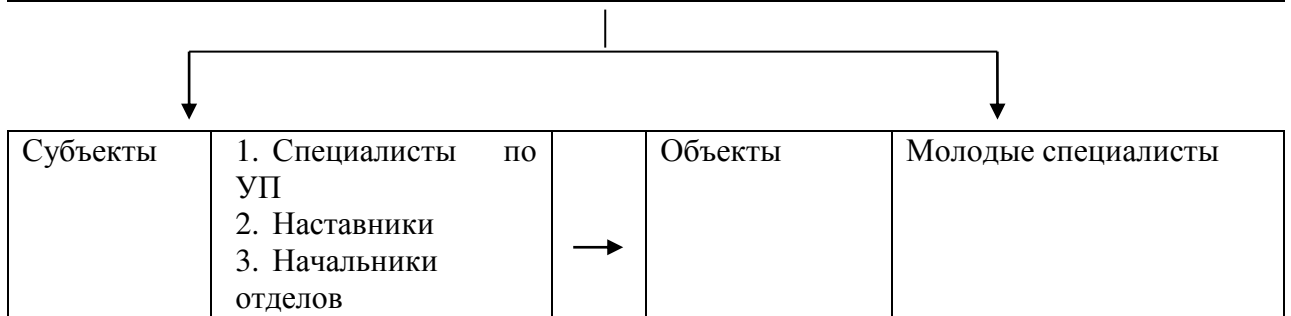 Субъекты
1. Специалисты по
УП
2. Наставники
3. Начальники
отделов
Объекты
Молодые специалисты